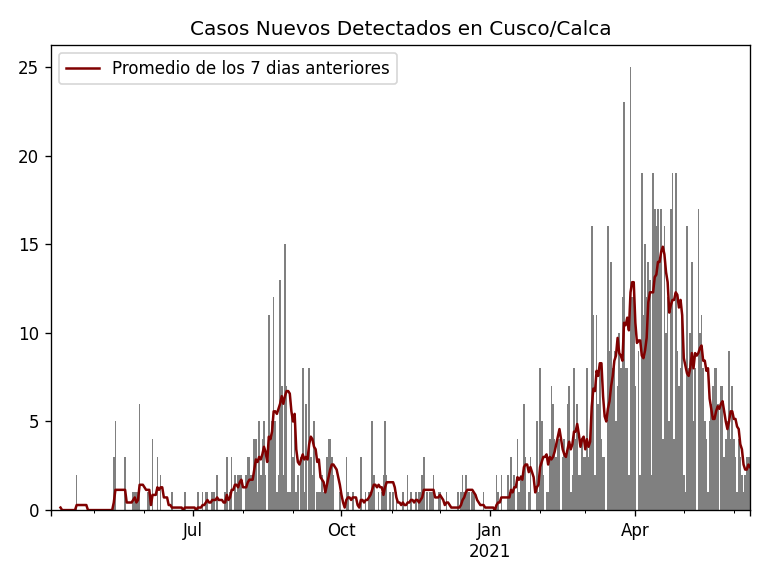 Casos Nuevos Detectados en Cusco/Calca
Promedio de los 7 dias anteriores
25
20
15
10
5
0
Jul
Oct
Jan
2021
Apr